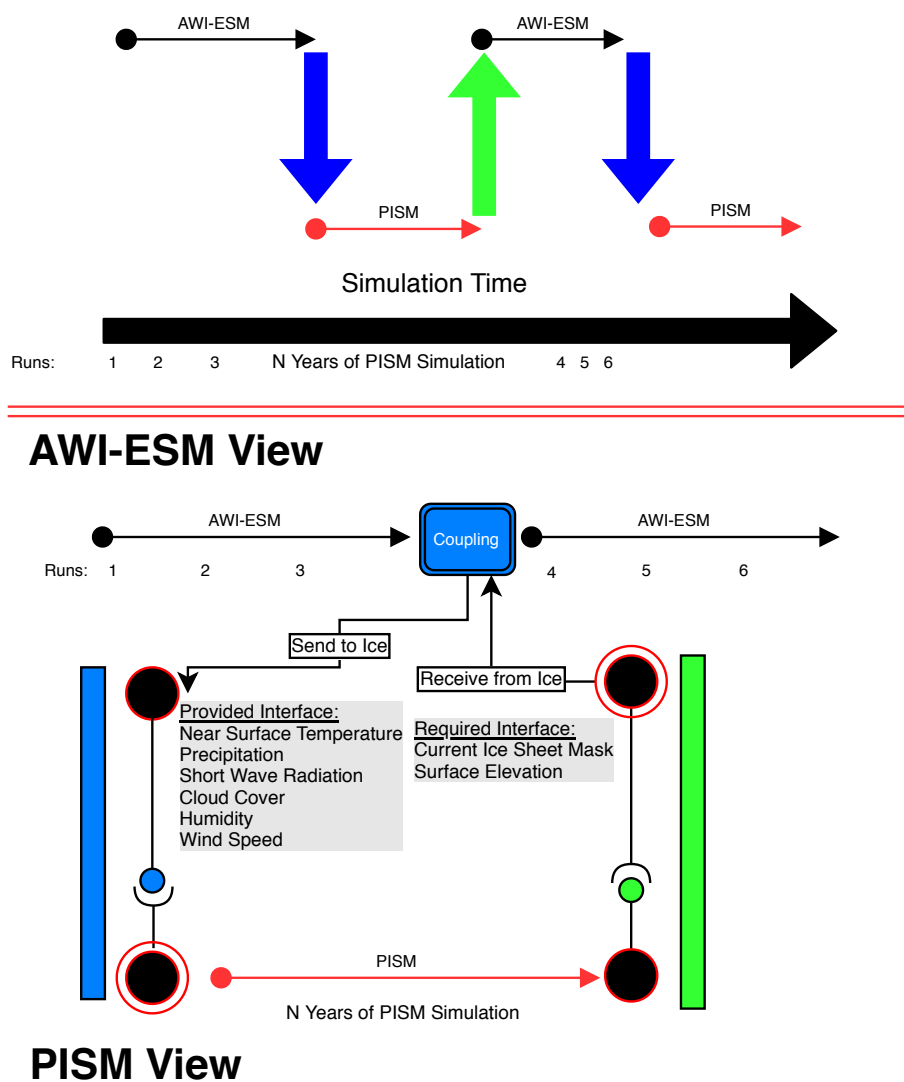 AWI-ESM
AWI-ESM
PISM
PISM
Simulation Time
Runs: 1 2 3 N Years of PISM Simulation 4 5 6
AWI-ESM View
AWI-ESM
Coupling
AWI-ESM
Runs: 1 2 3 4 5 6
Send to Ice
Receive from Ice
Provided Interface:
Near Surface Temperature
Precipitation
Short Wave Radiation
Cloud Cover
Humidity
Wind Speed
Required Interface:
Current Ice Sheet Mask
Surface Elevation
PISM
N Years of PISM Simulation
PISM View